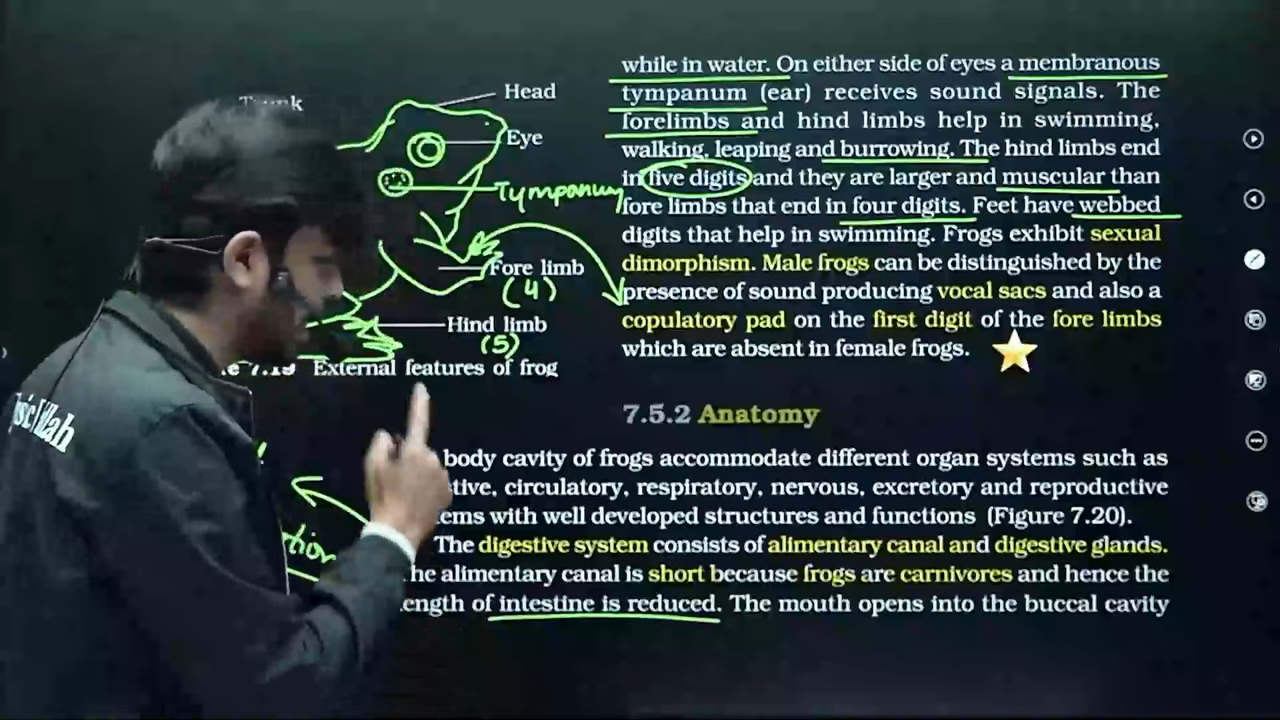 Head
Eye
Tympanum
Fore limb
(4)
Hind limb
(5)
External features of frog
while in water. On either side of eyes a membranous
tympanum (ear) receives sound signals. The
forelimbs and hind limbs help in swimming,
walking, leaping and burrowing. The hind limbs end
in five digits and they are larger and muscular than
fore limbs that end in four digits. Feet have webbed
digits that help in swimming. Frogs exhibit sexual
dimorphism. Male frogs can be distinguished by the
presence of sound producing vocal sacs and also a
copulatory pad on the first digit of the fore limbs
which are absent in female frogs.
7.5.2 Anatomy
body cavity of frogs accommodate different organ systems such as
stive, circulatory, respiratory, nervous, excretory and reproductive
ems with well developed structures and functions (Figure 7.20).
The digestive system consists of alimentary canal and digestive glands.
he alimentary canal is short because frogs are carnivores and hence the
ength of intestine is reduced. The mouth opens into the buccal cavity